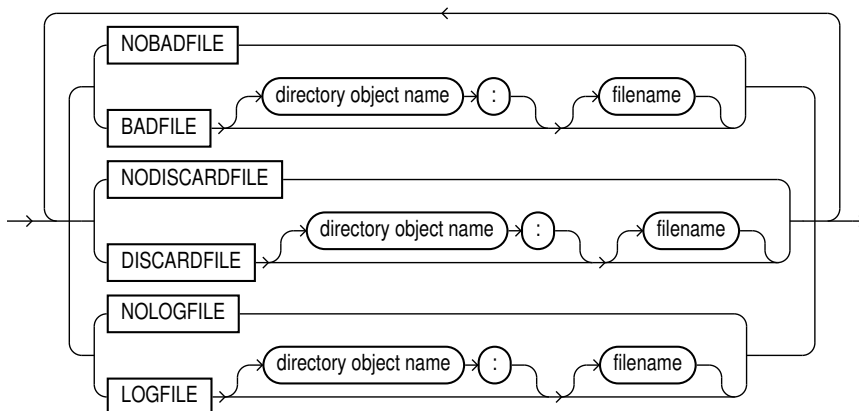 NOBADFILE
BADFILE directory object name : filename
NODISCARDFILE
DISCARDFILE directory object name : filename
NOLOGFILE
LOGFILE directory object name : filename